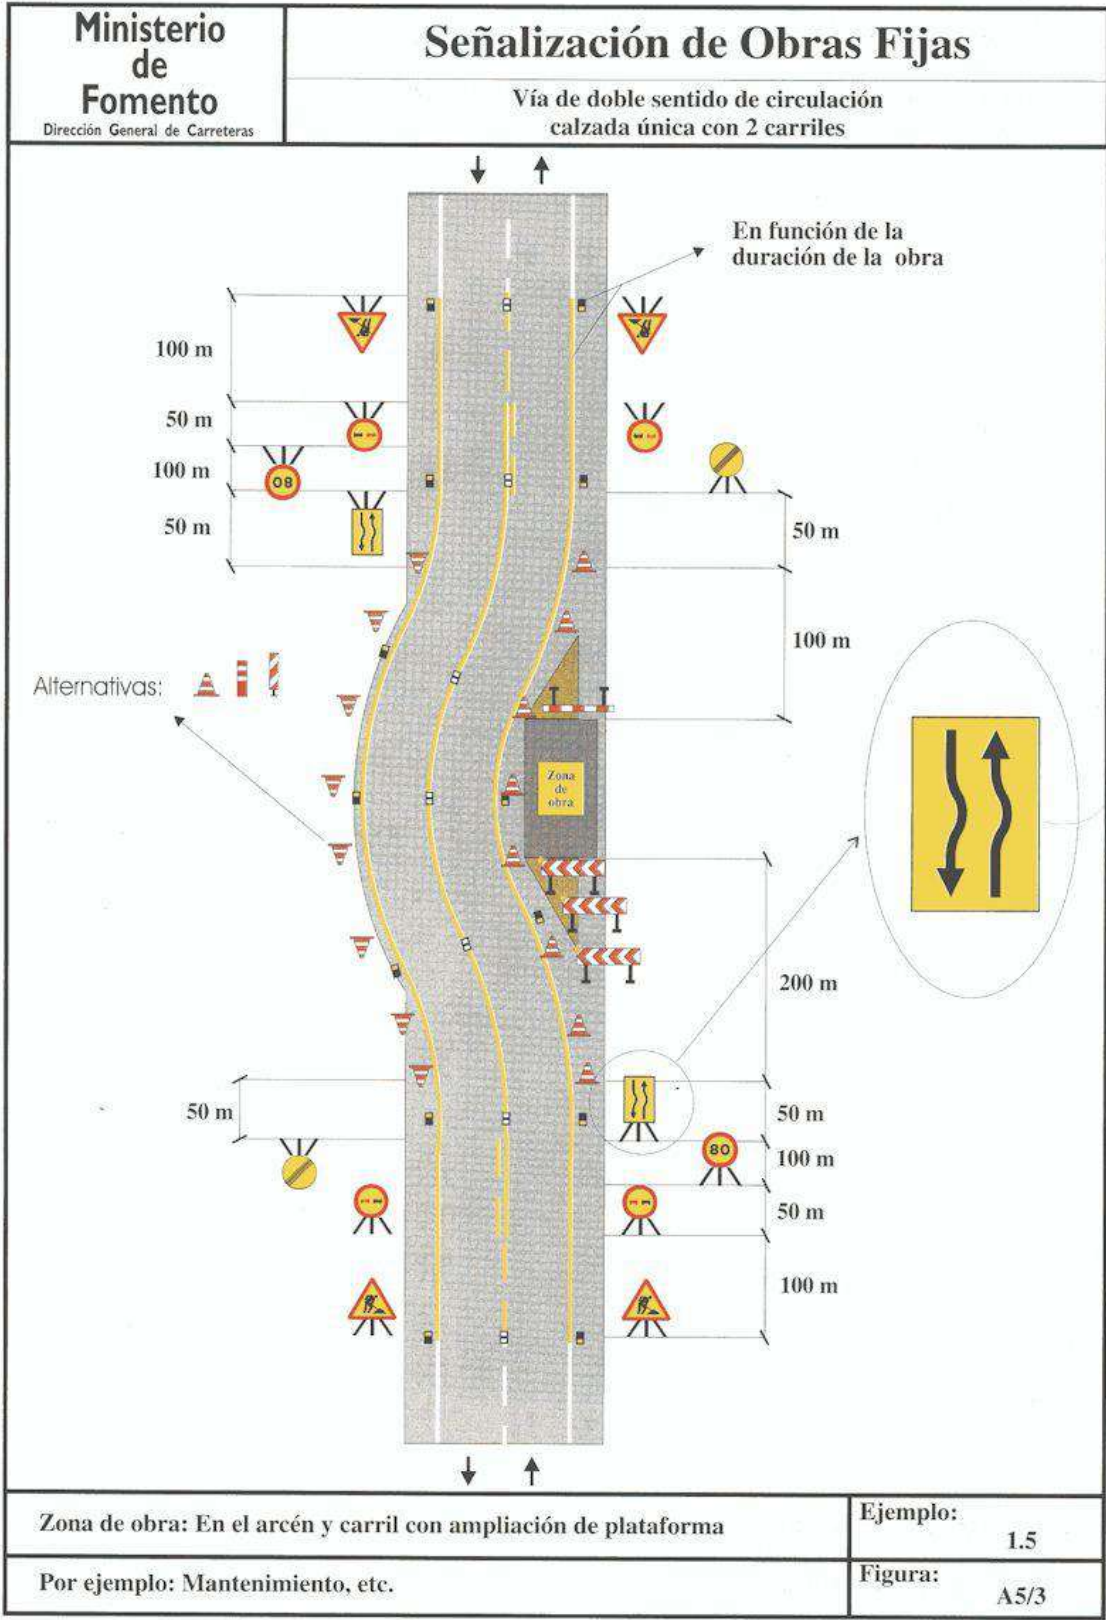 Ministerio
de
Fomento
Dirección General de Carreteras
Señalización de Obras Fijas
Vía de doble sentido de circulación
calzada única con 2 carriles
En función de la
duración de la obra
100 m
50 m
100 m
80
50 m
50 m
100 m
Alternativas:
Zona
de
obra
200 m
50 m
50 m
80
100 m
50 m
100 m
Zona de obra: En el arcén y carril con ampliación de plataforma
Ejemplo:
1.5
Por ejemplo: Mantenimiento, etc.
Figura:
A5/3